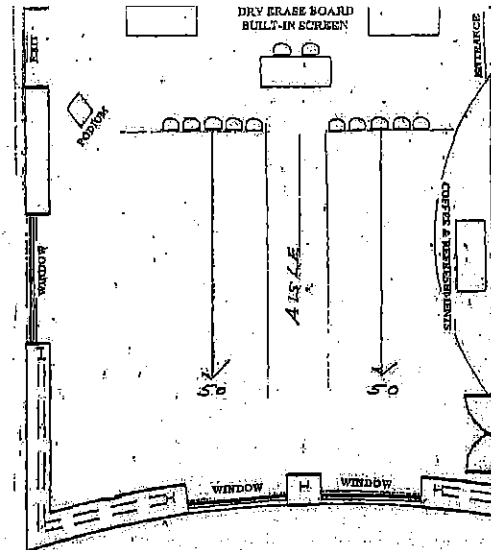 DRY ERASE BOARD
BUILT-IN SCREEN
EXIT
ENTRANCE
PODIUM
COFFEE & REFRESHMENTS
WINDOW
AISLE
50
50
H
WINDOW
WINDOW
H
H
H